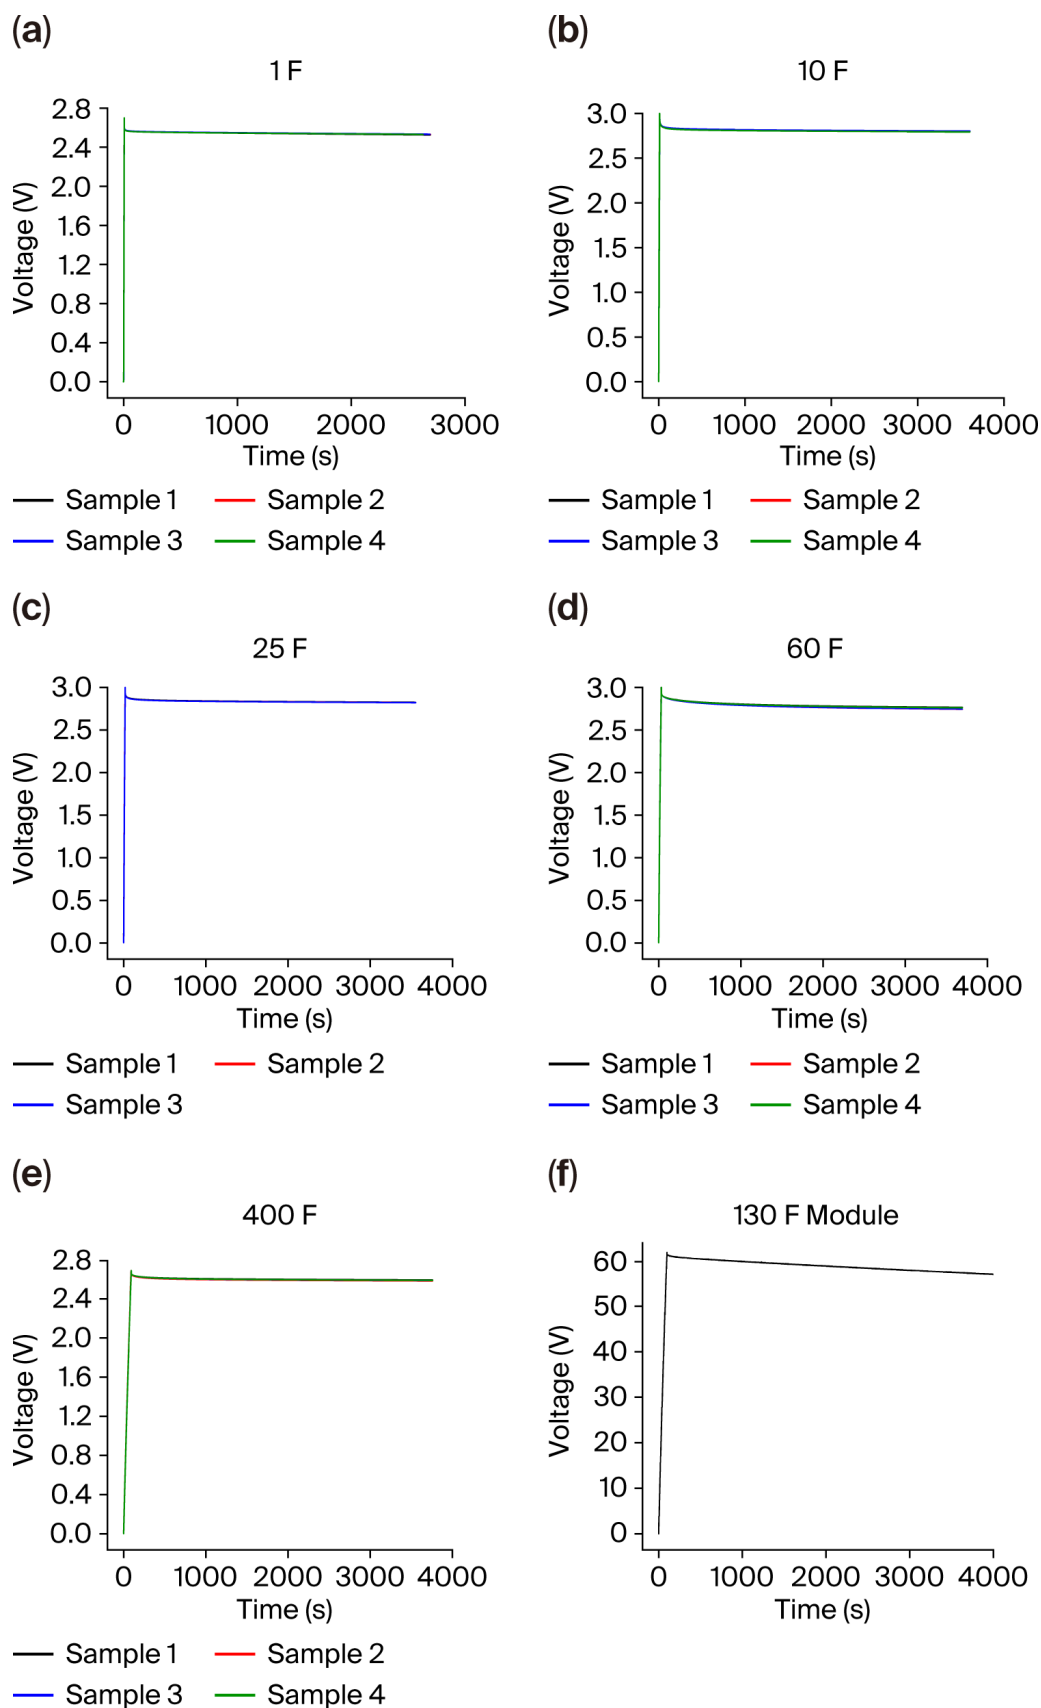 (a)
1 F
2.8
2.4
2.0
1.6
1.2
0.8
0.4
0.0
Voltage (V)
0 1000 2000 3000
Time (s)
Sample 1 Sample 2
Sample 3 Sample 4
(b)
10 F
3.0
2.5
2.0
1.5
1.0
0.5
0.0
Voltage (V)
0 1000 2000 3000 4000
Time (s)
Sample 1 Sample 2
Sample 3 Sample 4
(c)
25 F
3.0
2.5
2.0
1.5
1.0
0.5
0.0
Voltage (V)
0 1000 2000 3000 4000
Time (s)
Sample 1 Sample 2
Sample 3
(d)
60 F
3.0
2.5
2.0
1.5
1.0
0.5
0.0
Voltage (V)
0 1000 2000 3000 4000
Time (s)
Sample 1 Sample 2
Sample 3 Sample 4
(e)
400 F
2.8
2.4
2.0
1.6
1.2
0.8
0.4
0.0
Voltage (V)
0 1000 2000 3000 4000
Time (s)
Sample 1 Sample 2
Sample 3 Sample 4
(f)
130 F Module
60
50
40
30
20
10
0
Voltage (V)
0 1000 2000 3000 4000
Time (s)